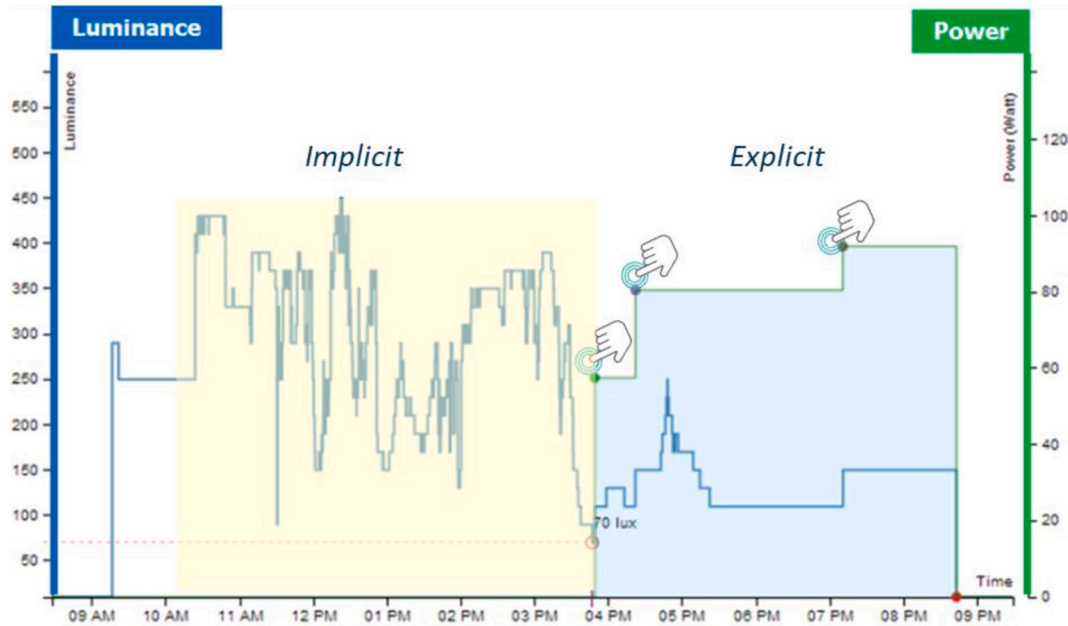 Luminance
Power
Luminance
Power (Watt)
Implicit
Explicit
550
500
450
400
350
300
250
200
150
100
50
120
100
80
60
40
20
0
70 lux
Time
09 AM
10 AM
11 AM
12 PM
01 PM
02 PM
03 PM
04 PM
05 PM
06 PM
07 PM
08 PM
09 PM